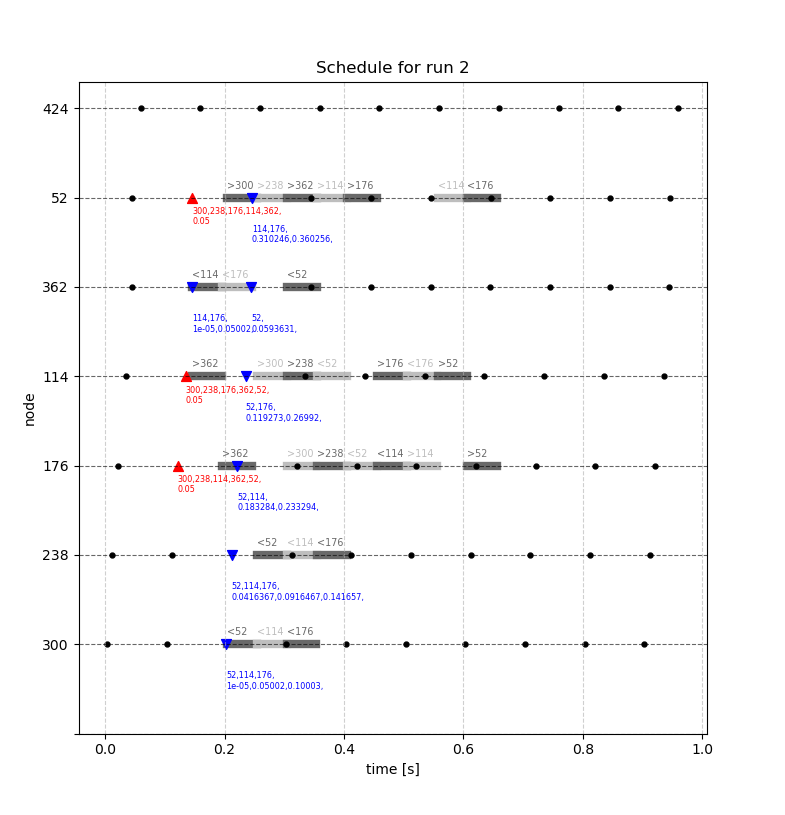 Schedule for run 2
424
>300 >238 >362 >114 >176 <114 <176
52
300,238,176,114,362,
0.05
114,176,
0.310246,0.360256,
<114 <176 <52
362
114,176, 52,
1e-05,0.05002,0.0593631,
>362 >300 >238 <52 >176 <176 >52
114
300,238,176,362,52,
0.05
52,176,
0.119273,0.26992,
>362 >300 >238 <52 <114 >114 >52
176
300,238,114,362,52,
0.05
52,114,
0.183284,0.233294,
<52 <114 <176
238
52,114,176,
0.0416367,0.0916467,0.141657,
<52 <114 <176
300
52,114,176,
1e-05,0.05002,0.10003,
0.0 0.2 0.4 0.6 0.8 1.0
time [s]
node